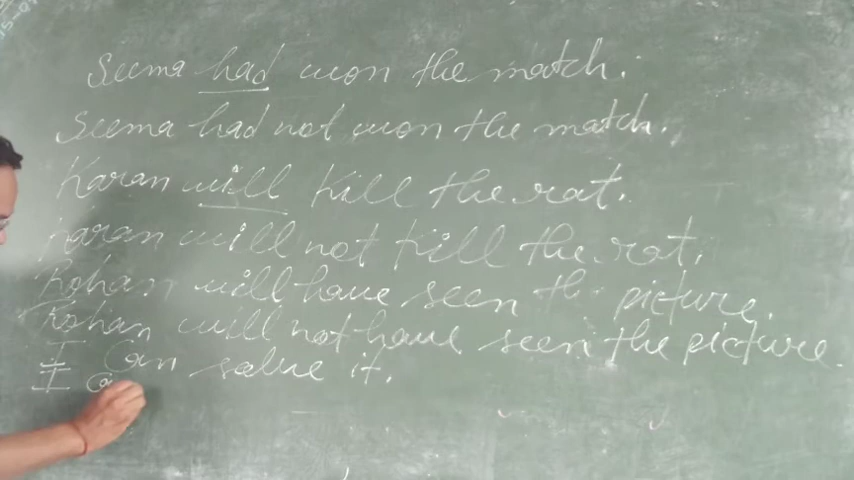 Seema had won the match.
Seema had not won the match.
Karan will kill the rat.
Karan will not kill the rat.
Rohan will have seen the picture.
Rohan will not have seen the picture.
I Can salve it.
I